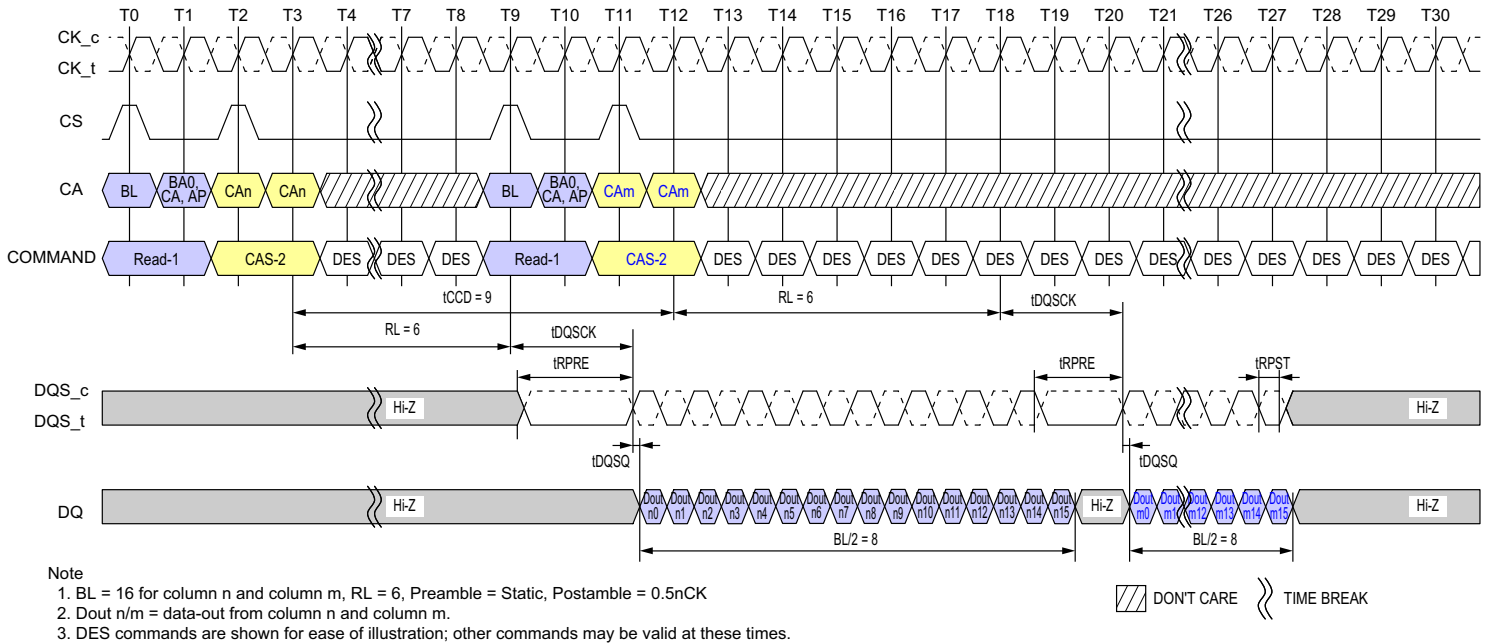 T0 T1 T2 T3 T4 T7 T8 T9 T10 T11 T12 T13 T14 T15 T16 T17 T18 T19 T20 T21 T26 T27 T28 T29 T30
CK_c
CK_t
CS
CA BL BA0, CA, AP CAn CAn BL BA0, CA, AP CAm CAm
COMMAND Read-1 CAS-2 DES DES DES Read-1 CAS-2 DES DES DES DES DES DES DES DES DES DES DES DES DES DES
tCCD = 9 RL = 6 tDQSCK
RL = 6 tDQSCK
tRPRE tRPRE tRPST
DQS_c
DQS_t
Hi-Z Hi-Z
tDQSQ tDQSQ
DQ Hi-Z Dout n0 Dout n1 Dout n2 Dout n3 Dout n4 Dout n5 Dout n6 Dout n7 Dout n8 Dout n9 Dout n10 Dout n11 Dout n12 Dout n13 Dout n14 Dout n15 Hi-Z Dout m0 Dout m1 Dout m12 Dout m13 Dout m14 Dout m15 Hi-Z
BL/2 = 8 BL/2 = 8
Note
1. BL = 16 for column n and column m, RL = 6, Preamble = Static, Postamble = 0.5nCK
2. Dout n/m = data-out from column n and column m.
3. DES commands are shown for ease of illustration; other commands may be valid at these times.
DON'T CARE TIME BREAK